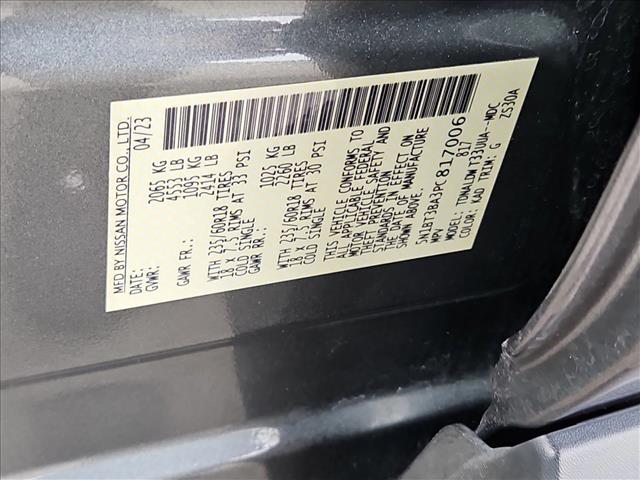 MFD BY NISSAN MOTOR CO., LTD.
DATE: 04/23
GVWR: 2065 KG
4553 LB
GAWR FR: 1095 KG
2414 LB
WITH 235/60R18 TIRES
18 x 7.5 RIMS AT 33 PSI
COLD SINGLE
GAWR RR: 1025 KG
2260 LB
WITH 235/60R18 TIRES
18 x 7.5 RIMS AT 30 PSI
COLD SINGLE
THIS VEHICLE CONFORMS TO
ALL APPLICABLE FEDERAL
MOTOR VEHICLE SAFETY AND
THEFT PREVENTION
STANDARDS IN EFFECT ON
THE DATE OF MANUFACTURE
SHOWN ABOVE.
5N1BT3BA3PC817006
MPV 817
MODEL: TDNALDWT33UUA--MDC
COLOR: KAD TRIM: G ZS30A